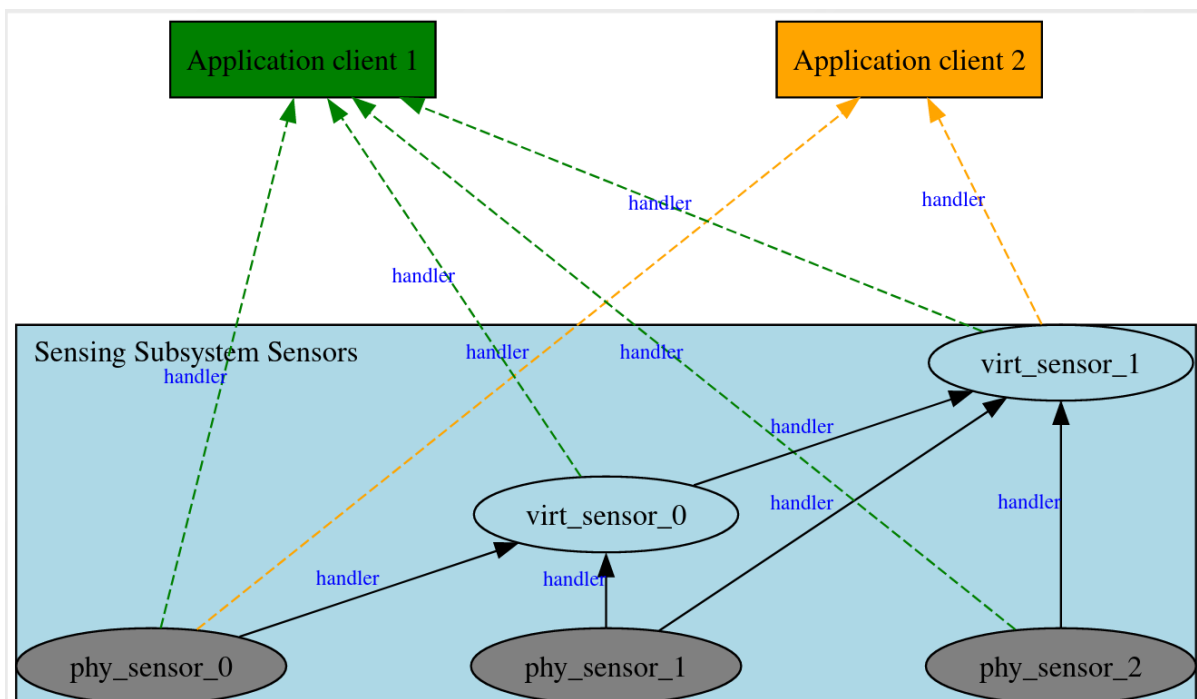 Application client 1
Application client 2
handler
handler
handler
Sensing Subsystem Sensors
handler
handler
virt_sensor_1
handler
handler
handler
handler
virt_sensor_0
handler
handler
phy_sensor_0
phy_sensor_1
phy_sensor_2